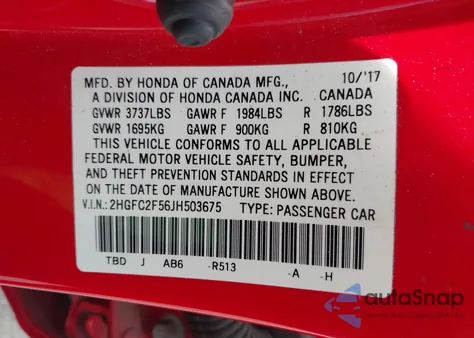 MFD. BY HONDA OF CANADA MFG., 10/'17
A DIVISION OF HONDA CANADA INC. CANADA
GVWR 3737LBS GAWR F 1984LBS R 1786LBS
GVWR 1695KG GAWR F 900KG R 810KG
THIS VEHICLE CONFORMS TO ALL APPLICABLE
FEDERAL MOTOR VEHICLE SAFETY, BUMPER,
AND THEFT PREVENTION STANDARDS IN EFFECT
ON THE DATE OF MANUFACTURE SHOWN ABOVE.
V.I.N.: 2HGFC2F56JH503675 TYPE: PASSENGER CAR
TBD J AB6 -R513 -A -H
autoSnap